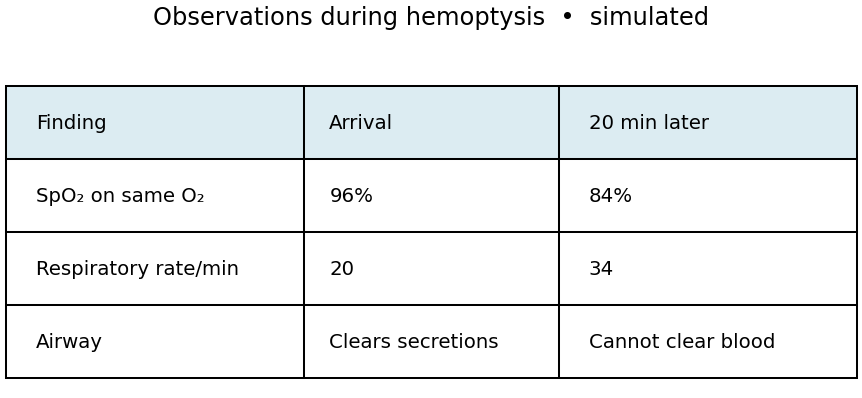 Observations during hemoptysis • simulated
Finding Arrival 20 min later
SpO₂ on same O₂ 96% 84%
Respiratory rate/min 20 34
Airway Clears secretions Cannot clear blood